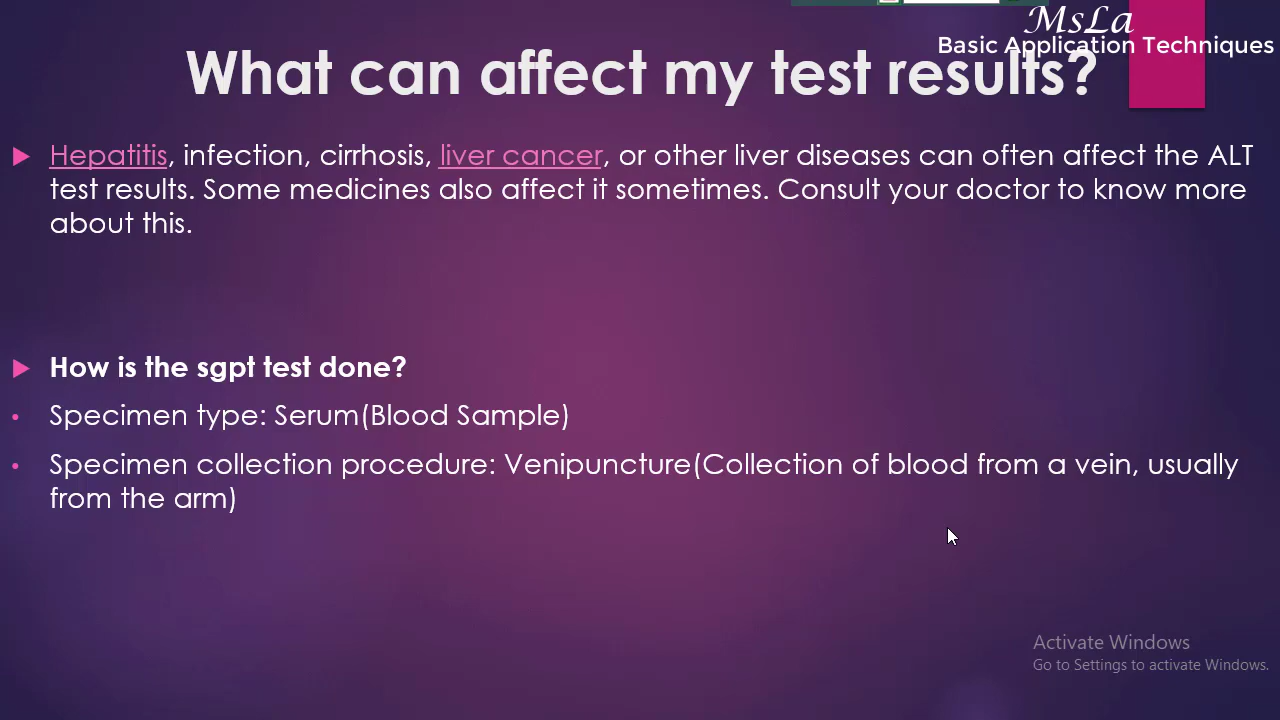 MsLa
Basic Application Techniques
What can affect my test results?
Hepatitis, infection, cirrhosis, liver cancer, or other liver diseases can often affect the ALT
test results. Some medicines also affect it sometimes. Consult your doctor to know more
about this.
How is the sgpt test done?
Specimen type: Serum(Blood Sample)
Specimen collection procedure: Venipuncture(Collection of blood from a vein, usually
from the arm)
Activate Windows
Go to Settings to activate Windows.